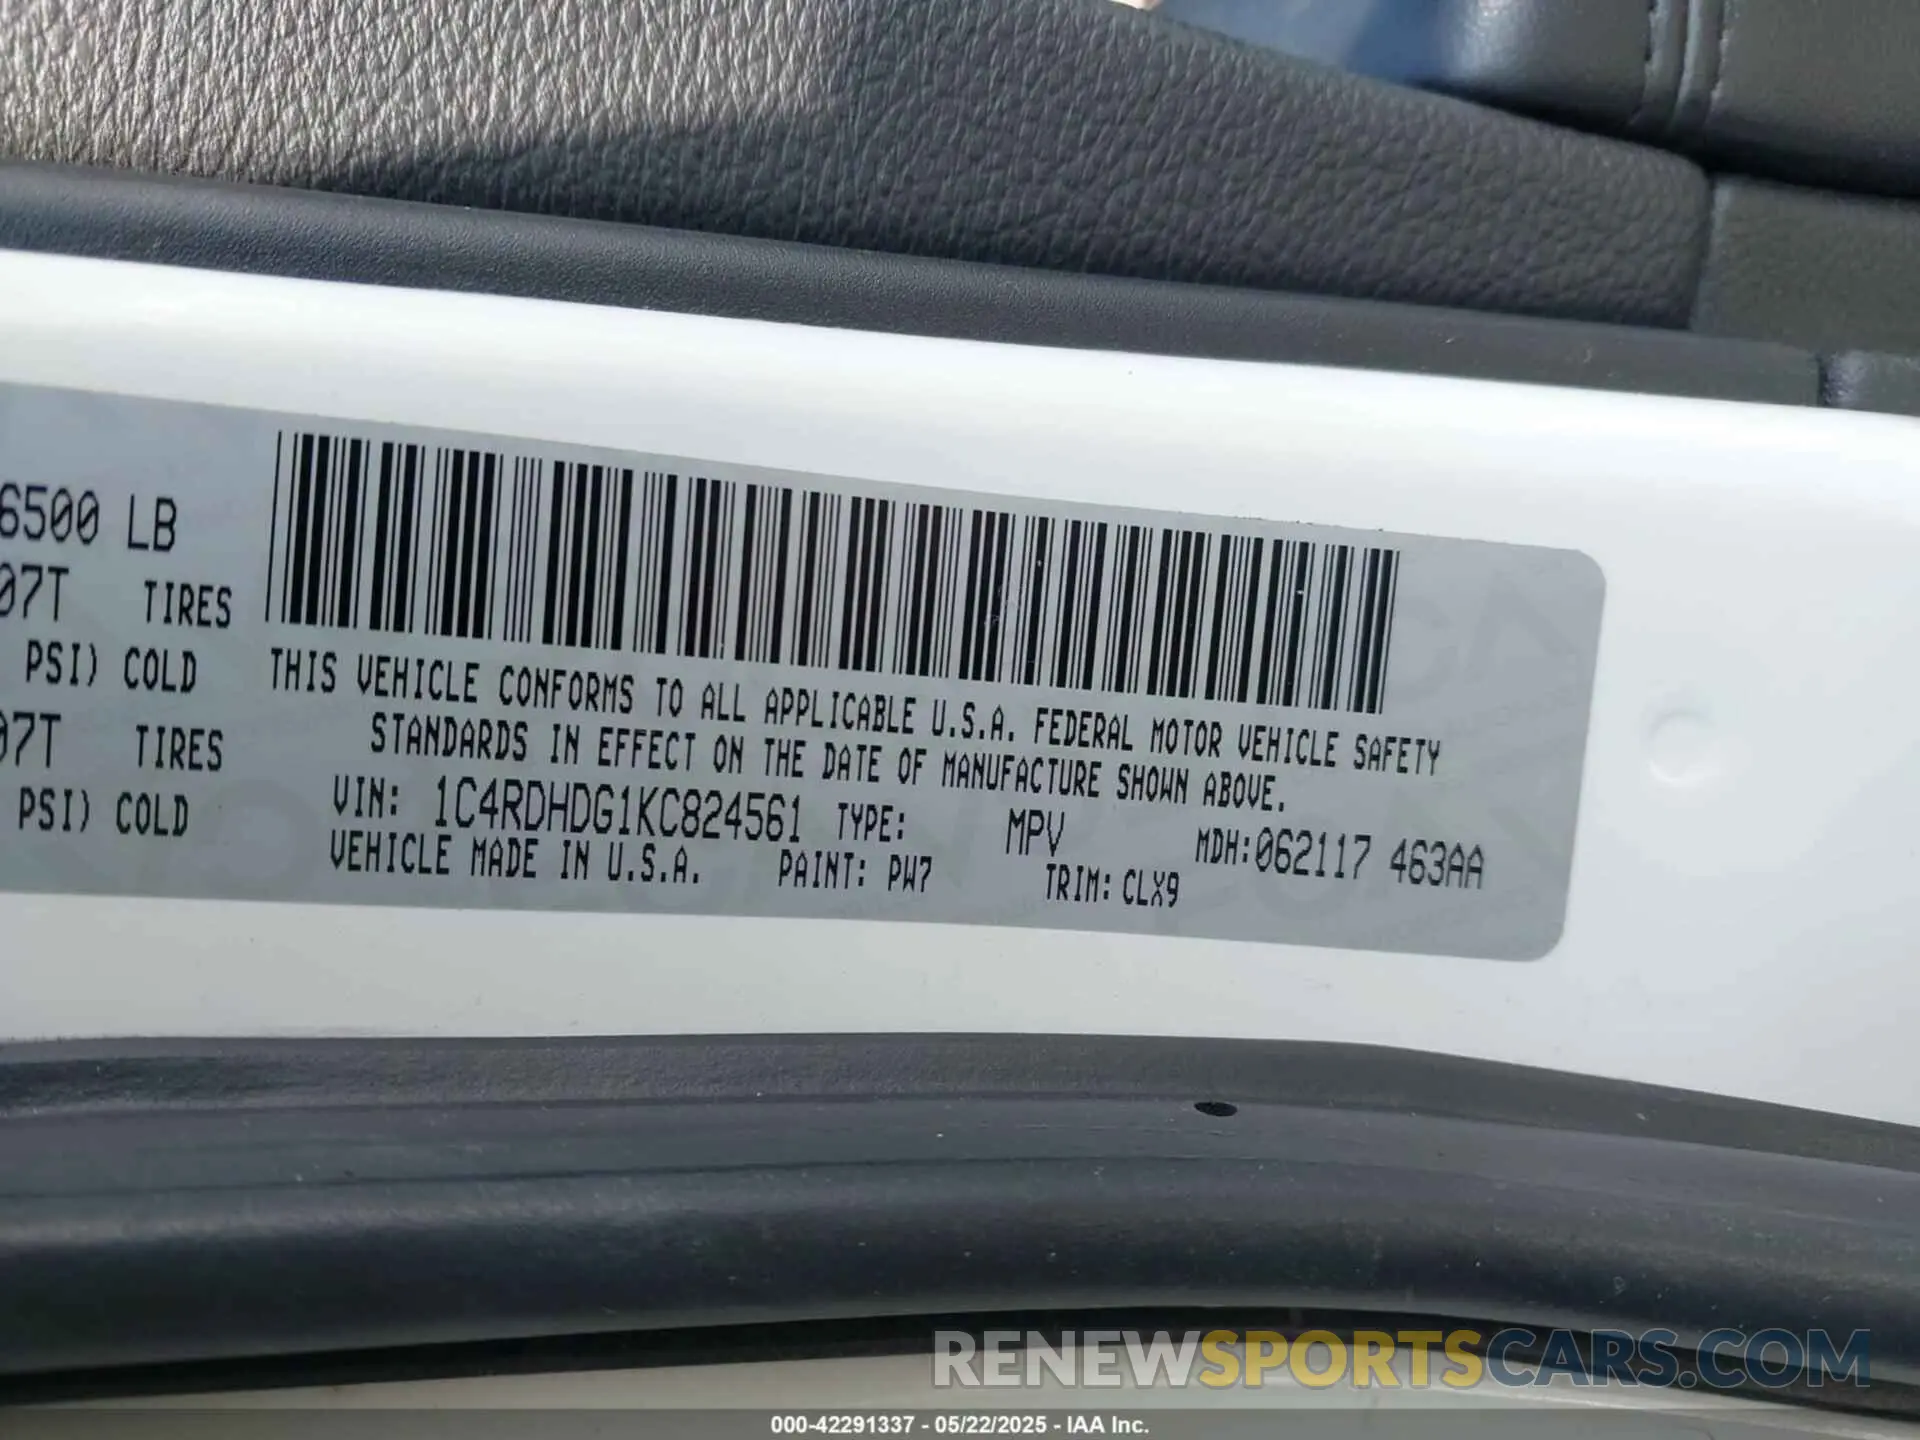 6500 LB
07T TIRES
PSI) COLD
07T TIRES
PSI) COLD
THIS VEHICLE CONFORMS TO ALL APPLICABLE U.S.A. FEDERAL MOTOR VEHICLE SAFETY
STANDARDS IN EFFECT ON THE DATE OF MANUFACTURE SHOWN ABOVE.
VIN: 1C4RDHDG1KC824561 TYPE: MPV MDH:062117 463AA
VEHICLE MADE IN U.S.A. PAINT: PW7 TRIM: CLX9
RENEWSPORTSCARS.COM
000-42291337 - 05/22/2025 - IAA Inc.